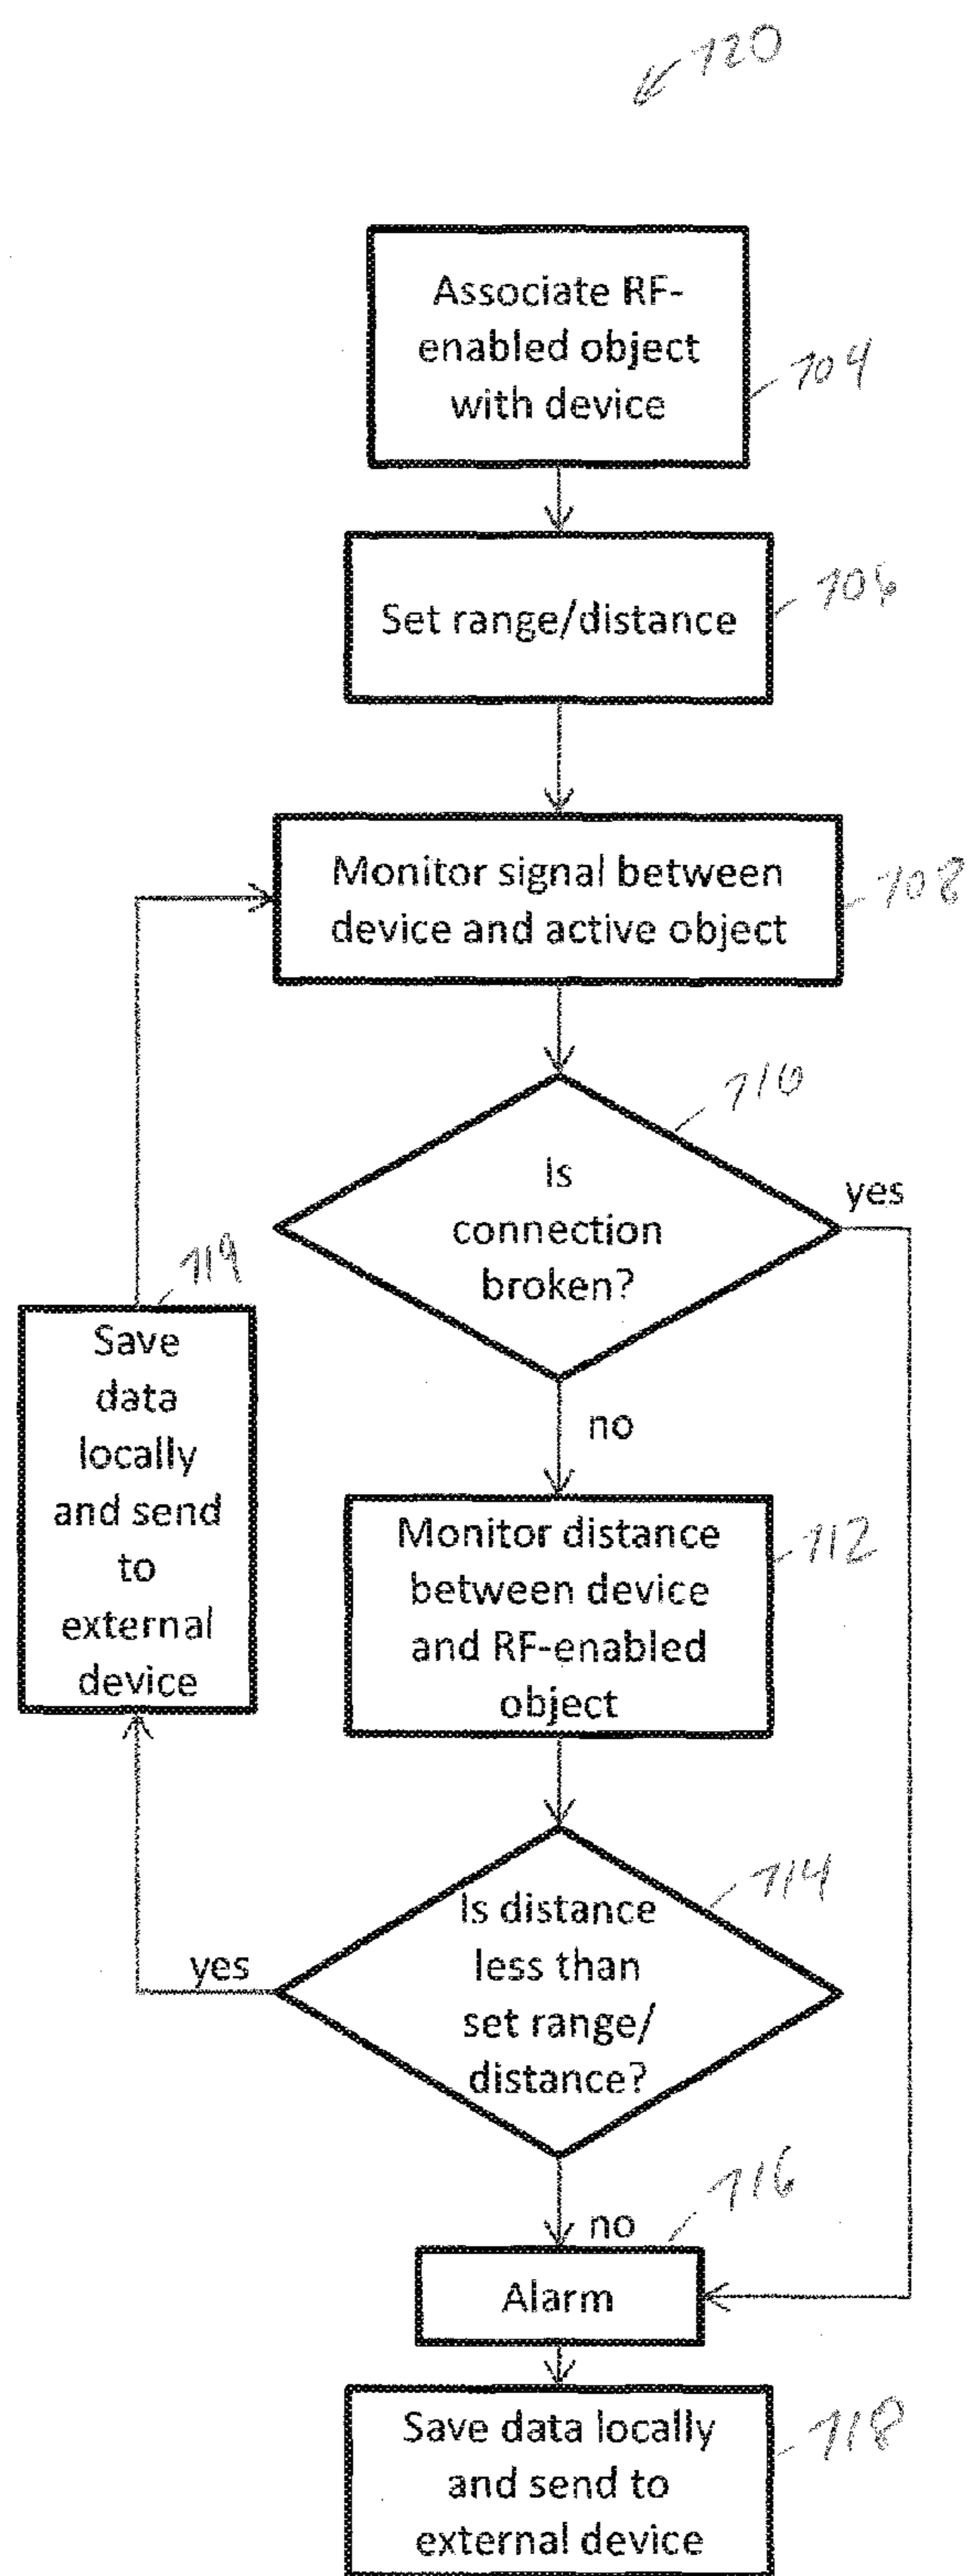 720
Associate RF-
enabled object
with device
704
Set range/distance
706
Monitor signal between
device and active object
708
Is
connection
broken?
710
yes
no
719
Save
data
locally
and send
to
external
device
Monitor distance
between device
and RF-enabled
object
712
Is distance
less than
set range/
distance?
714
yes
no
716
Alarm
Save data locally
and send to
external device
718